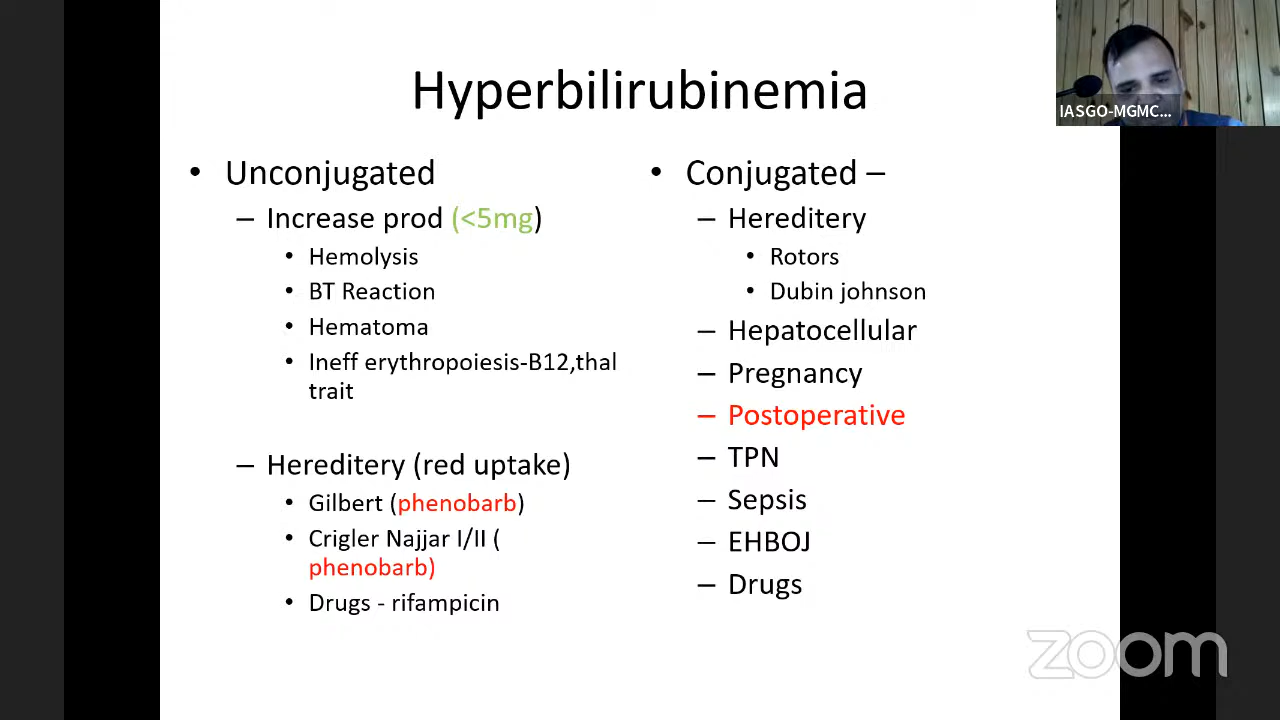 Hyperbilirubinemia
• Unconjugated
– Increase prod (<5mg)
• Hemolysis
• BT Reaction
• Hematoma
• Ineff erythropoiesis-B12,thal
trait
– Hereditery (red uptake)
• Gilbert (phenobarb)
• Crigler Najjar I/II (
phenobarb)
• Drugs - rifampicin
• Conjugated –
– Hereditery
• Rotors
• Dubin johnson
– Hepatocellular
– Pregnancy
– Postoperative
– TPN
– Sepsis
– EHBOJ
– Drugs
IASGO-MGMC...
zoom